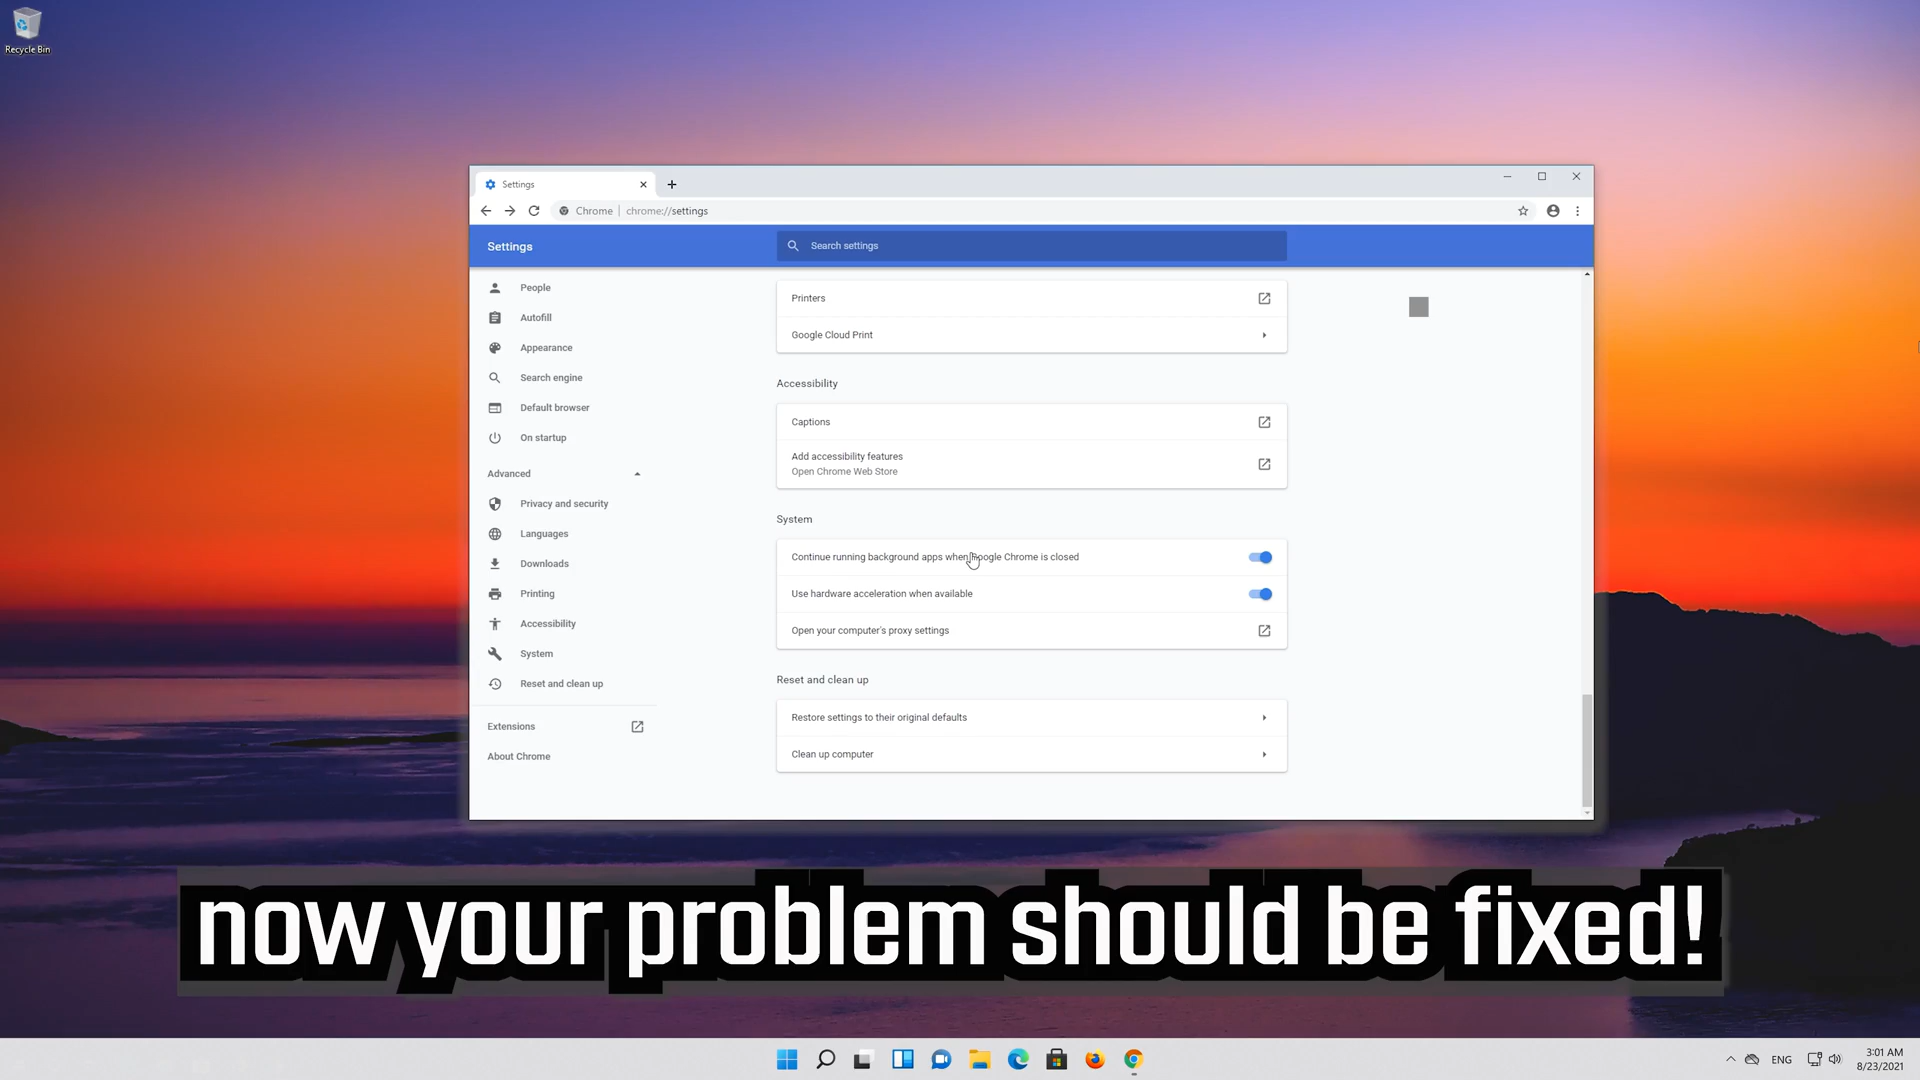 Recycle Bin
Settings
Chrome | chrome://settings
Settings
Search settings
People
Autofill
Appearance
Search engine
Default browser
On startup
Advanced
Privacy and security
Languages
Downloads
Printing
Accessibility
System
Reset and clean up
Extensions
About Chrome
Printers
Google Cloud Print
Accessibility
Captions
Add accessibility features
Open Chrome Web Store
System
Continue running background apps when Google Chrome is closed
Use hardware acceleration when available
Open your computer's proxy settings
Reset and clean up
Restore settings to their original defaults
Clean up computer
now your problem should be fixed!
ENG
3:01 AM
8/23/2021